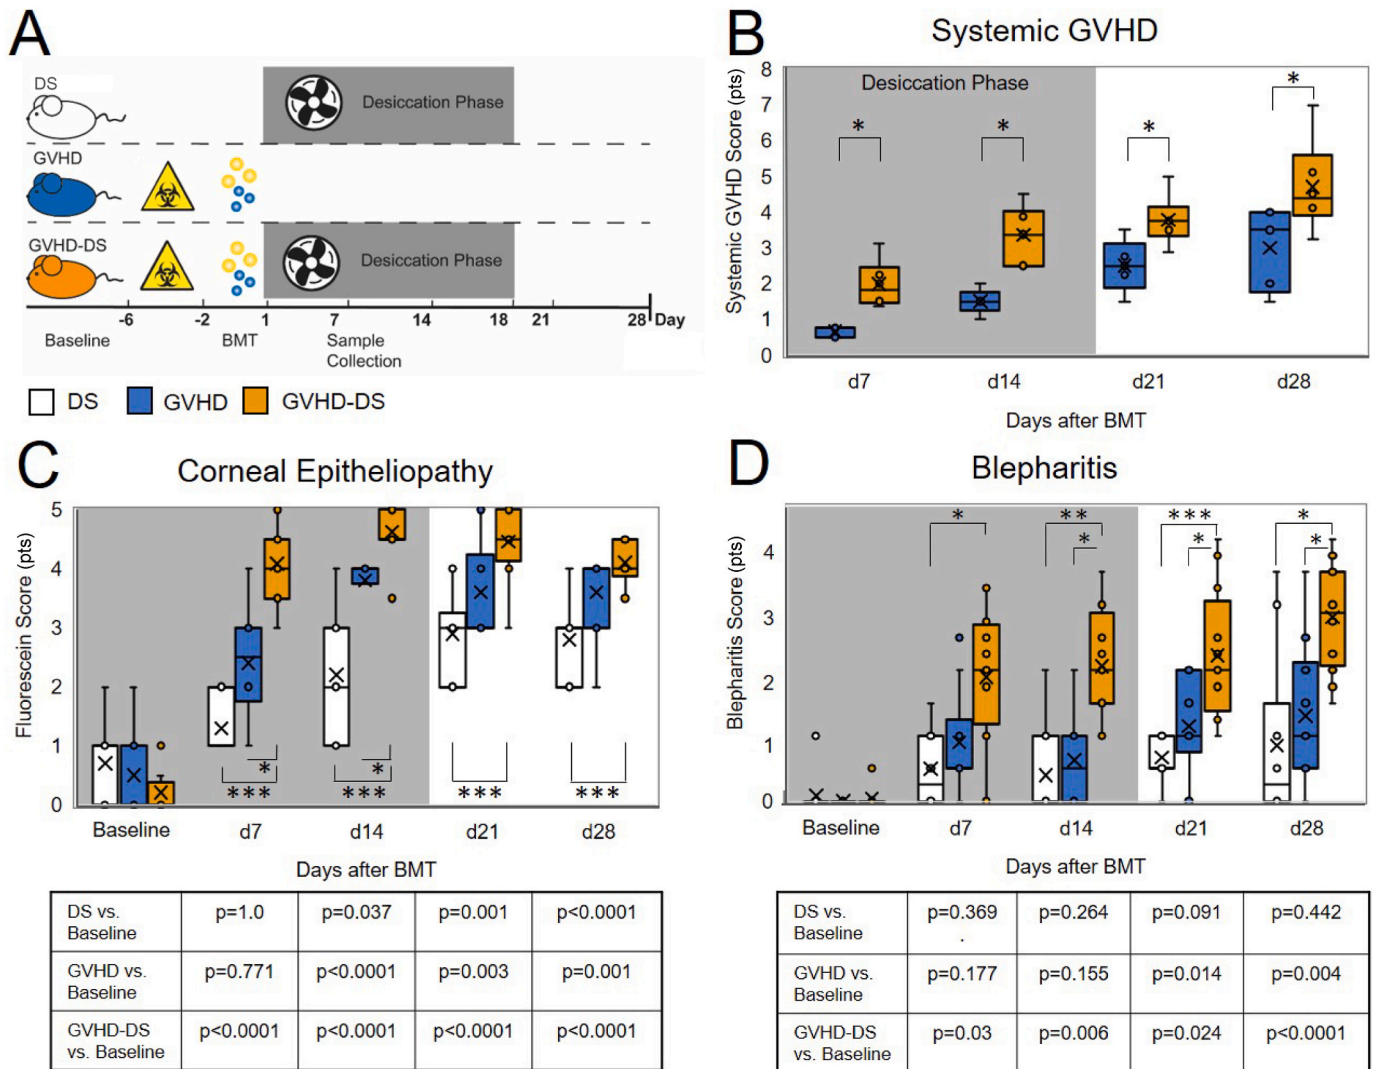 A
DS
Desiccation Phase
GVHD
GVHD-DS
Desiccation Phase
-6 -2 1 7 14 18 21 28 Day
Baseline BMT Sample
Collection
DS GVHD GVHD-DS
B
Systemic GVHD
Systemic GVHD Score (pts)
Desiccation Phase
8
7
6
5
4
3
2
1
0
* * * *
d7 d14 d21 d28
Days after BMT
C
Corneal Epitheliopathy
Fluorescein Score (pts)
5
4
3
2
1
0
* *
*** *** *** ***
Baseline d7 d14 d21 d28
Days after BMT
DS vs.
Baseline p=1.0 p=0.037 p=0.001 p<0.0001
GVHD vs.
Baseline p=0.771 p<0.0001 p=0.003 p=0.001
GVHD-DS
vs. Baseline p<0.0001 p<0.0001 p<0.0001 p<0.0001
D
Blepharitis
Blepharitis Score (pts)
4
3
2
1
0
* ** *** *
* * *
Baseline d7 d14 d21 d28
Days after BMT
DS vs.
Baseline p=0.369 p=0.264 p=0.091 p=0.442
.
GVHD vs.
Baseline p=0.177 p=0.155 p=0.014 p=0.004
GVHD-DS
vs. Baseline p=0.03 p=0.006 p=0.024 p<0.0001